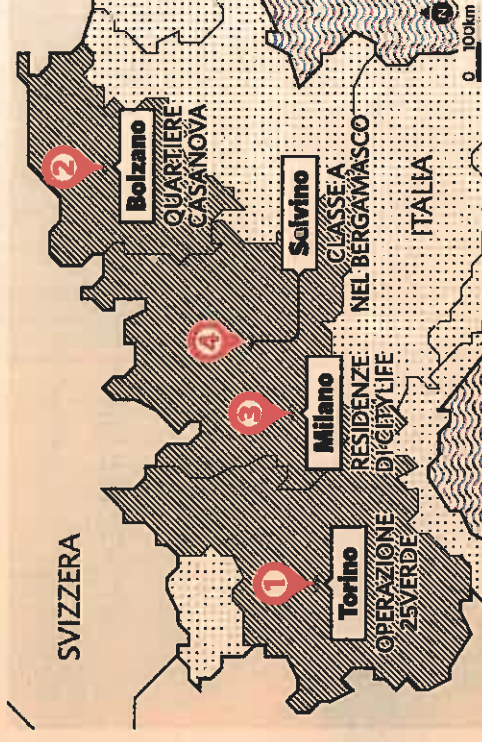 SVIZZERA
1
Torino
OPERAZIONE
25VERDE
3
Milano
RESIDENZE
DI CITYLIFE
4
Selvino
CLASSE A
NEL BERGAMASCO
2
Bolzano
QUARTIERE
CASANOVA
ITALIA
N
0 100km